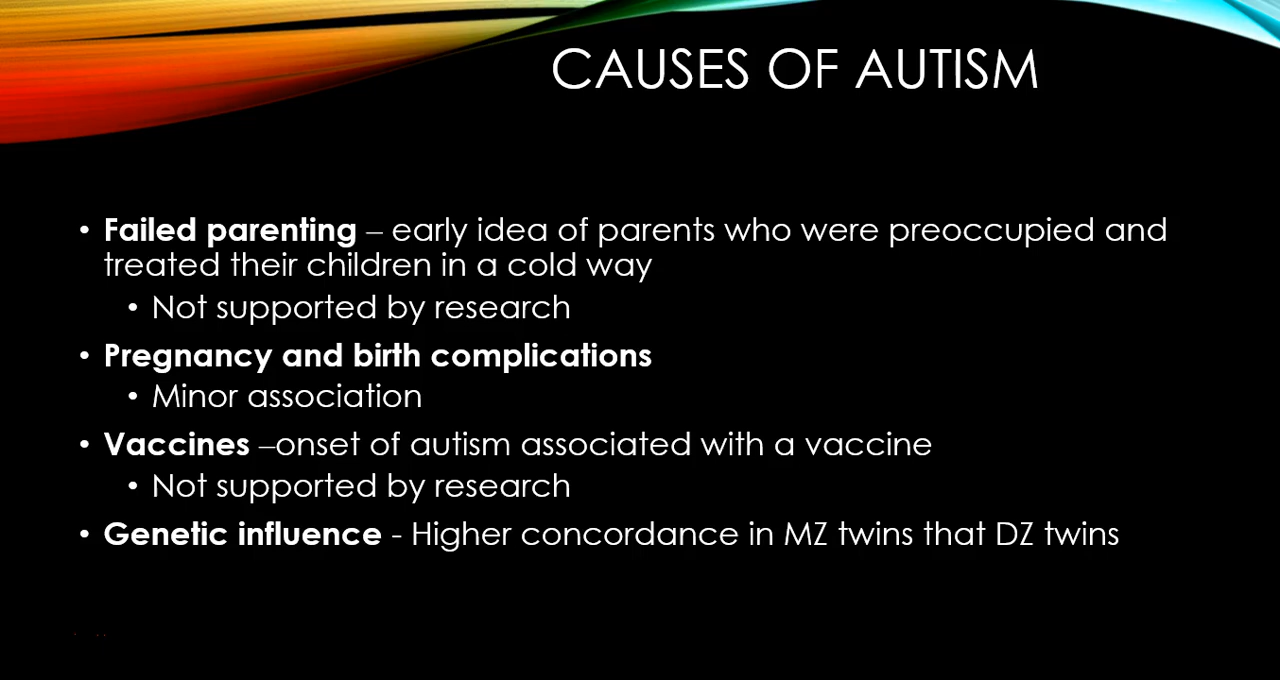 CAUSES OF AUTISM
• Failed parenting – early idea of parents who were preoccupied and
treated their children in a cold way
• Not supported by research
• Pregnancy and birth complications
• Minor association
• Vaccines –onset of autism associated with a vaccine
• Not supported by research
• Genetic influence - Higher concordance in MZ twins that DZ twins